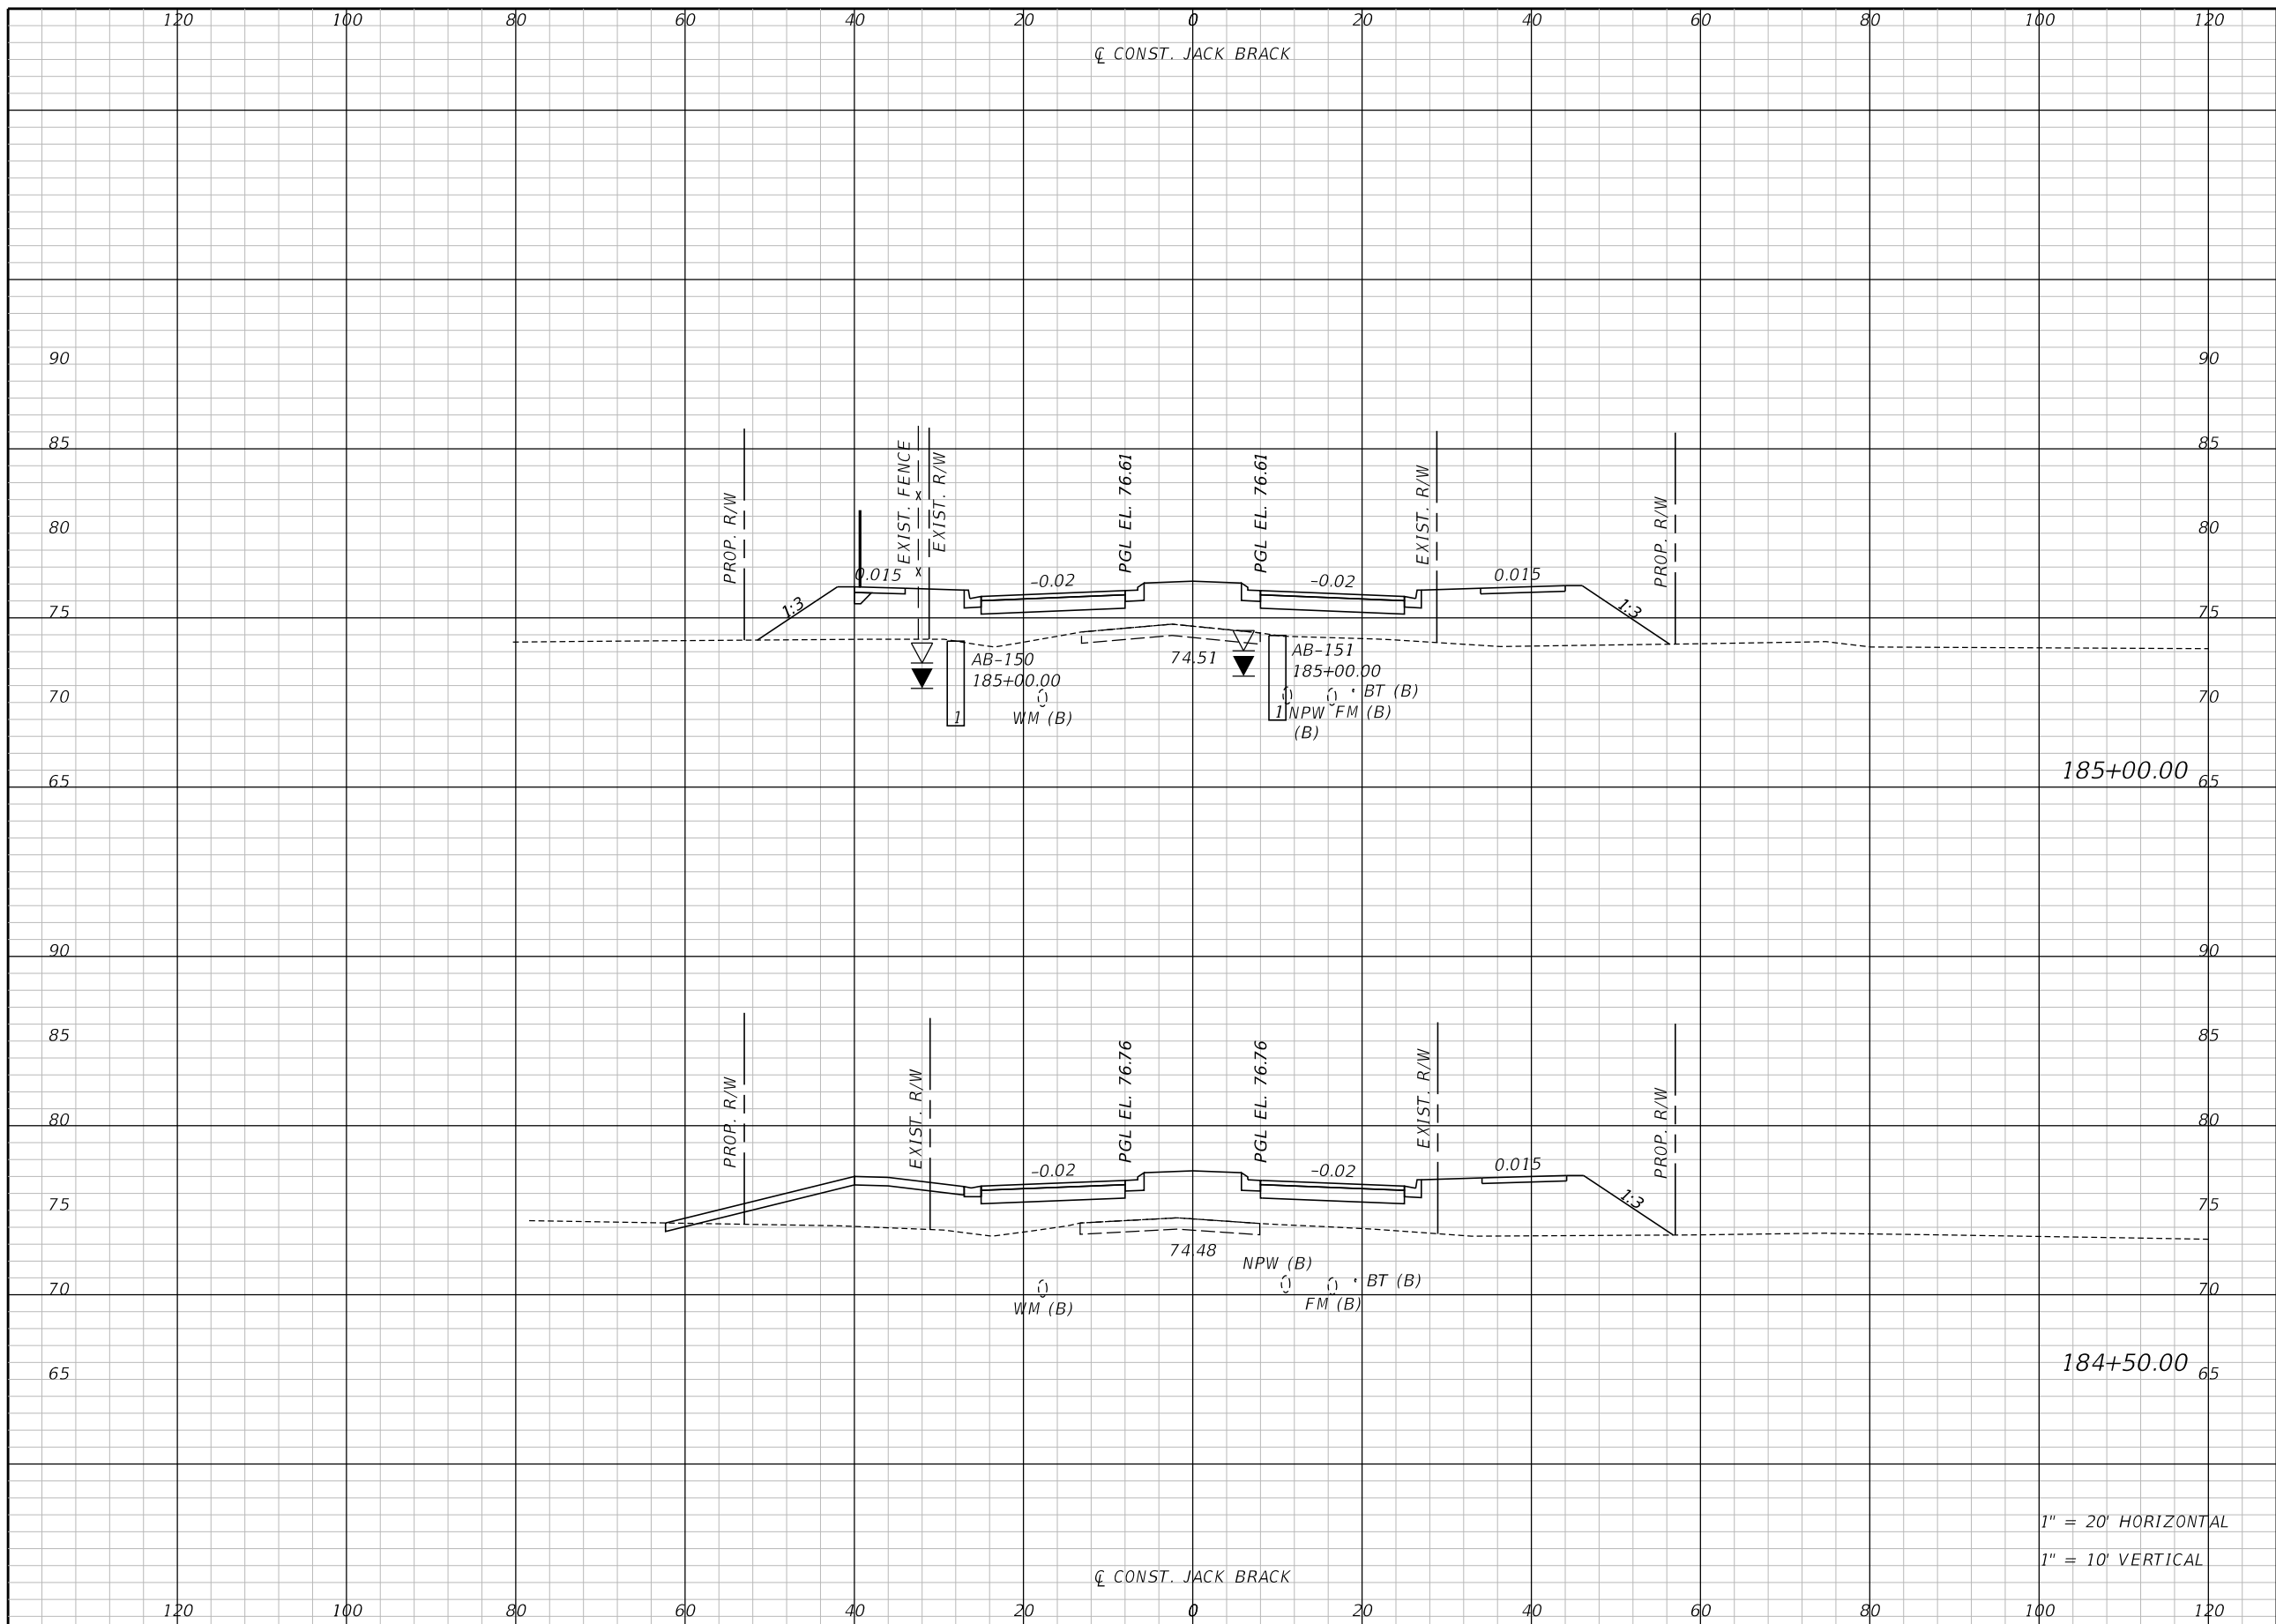 120 100 80 60 40 20 0 20 40 60 80 100 120
℄ CONST. JACK BRACK
90 90
85 85
80 80
75 75
70 70
65 65
PROP. R/W
EXIST. FENCE
X
X
EXIST. R/W
PGL EL. 76.61
PGL EL. 76.61
EXIST. R/W
PROP. R/W
1:3
0.015
-0.02
-0.02
0.015
1:3
74.51
AB-150
185+00.00
1
WM (B)
AB-151
185+00.00
1
BT (B)
NPW
(B)
FM (B)
185+00.00
90 90
85 85
80 80
75 75
70 70
65 65
PROP. R/W
EXIST. R/W
PGL EL. 76.76
PGL EL. 76.76
EXIST. R/W
PROP. R/W
-0.02
-0.02
0.015
1:3
74.48
NPW (B)
BT (B)
WM (B)
FM (B)
184+50.00
1" = 20' HORIZONTAL
1" = 10' VERTICAL
℄ CONST. JACK BRACK
120 100 80 60 40 20 0 20 40 60 80 100 120